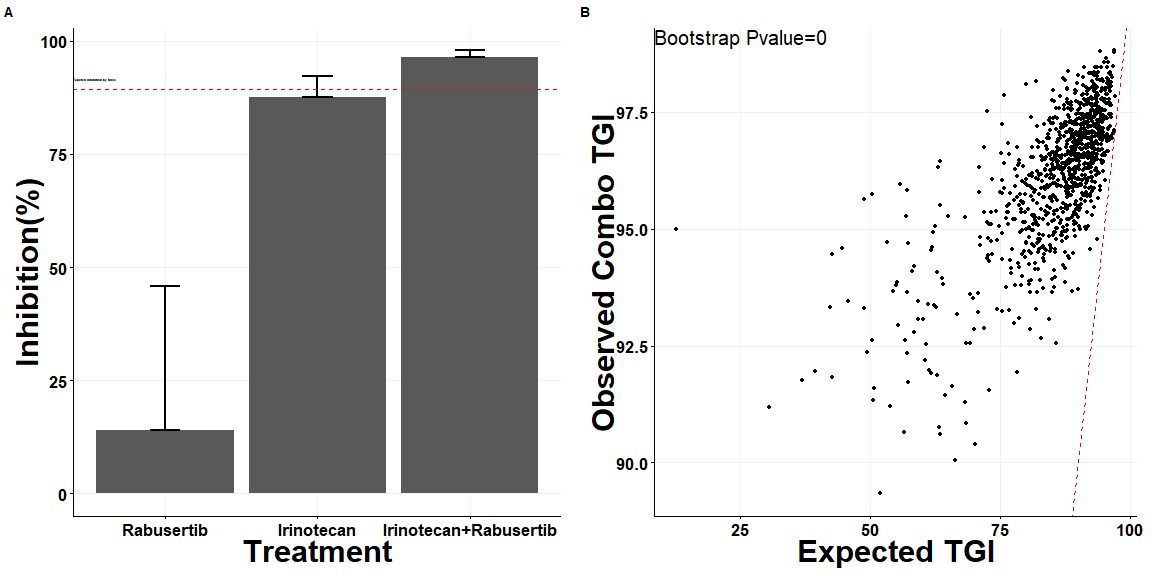 A
B
Bootstrap Pvalue=0
100
75
50
25
0
Inhibition(%)
Rabusertib
Irinotecan
Irinotecan+Rabusertib
Treatment
97.5
95.0
92.5
90.0
Observed Combo TGI
25
50
75
100
Expected TGI